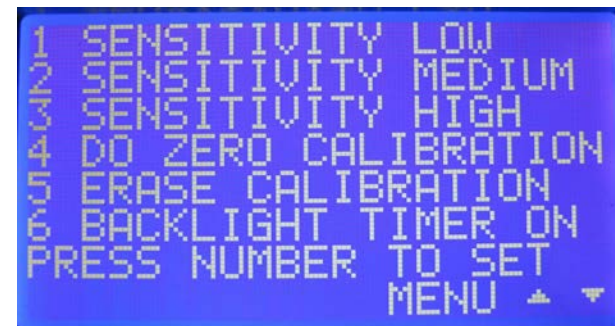 1 SENSITIVITY LOW
2 SENSITIVITY MEDIUM
3 SENSITIVITY HIGH
4 DO ZERO CALIBRATION
5 ERASE CALIBRATION
6 BACKLIGHT TIMER ON
PRESS NUMBER TO SET
MENU ▲ ▼